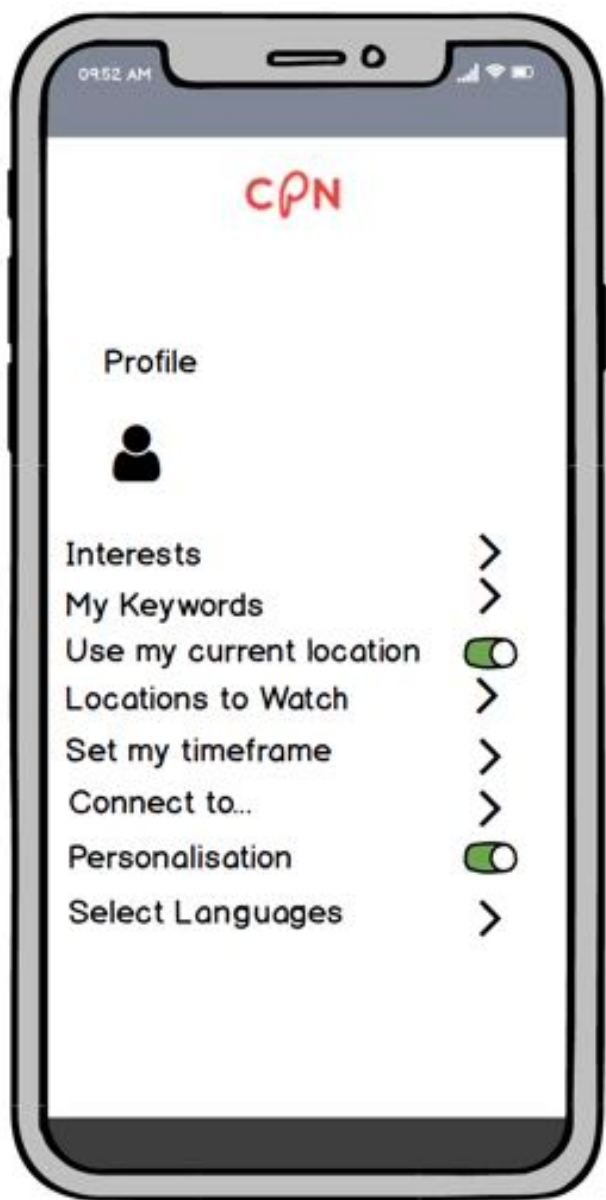 09:52 AM
CPN
Profile
Interests
My Keywords
Use my current location
Locations to Watch
Set my timeframe
Connect to...
Personalisation
Select Languages